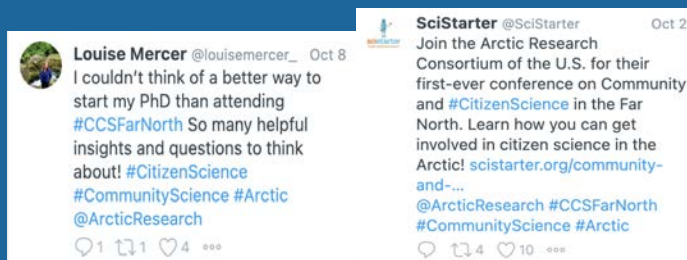 Louise Mercer @louisemercer_ Oct 8
I couldn't think of a better way to
start my PhD than attending
#CCSFarNorth So many helpful
insights and questions to think
about! #CitizenScience
#CommunityScience #Arctic
@ArcticResearch
1 1 4
SciStarter @SciStarter Oct 2
Join the Arctic Research
Consortium of the U.S. for their
first-ever conference on Community
and #CitizenScience in the Far
North. Learn how you can get
involved in citizen science in the
Arctic! scistarter.org/community-
and-...
@ArcticResearch #CCSFarNorth
#CommunityScience #Arctic
4 10